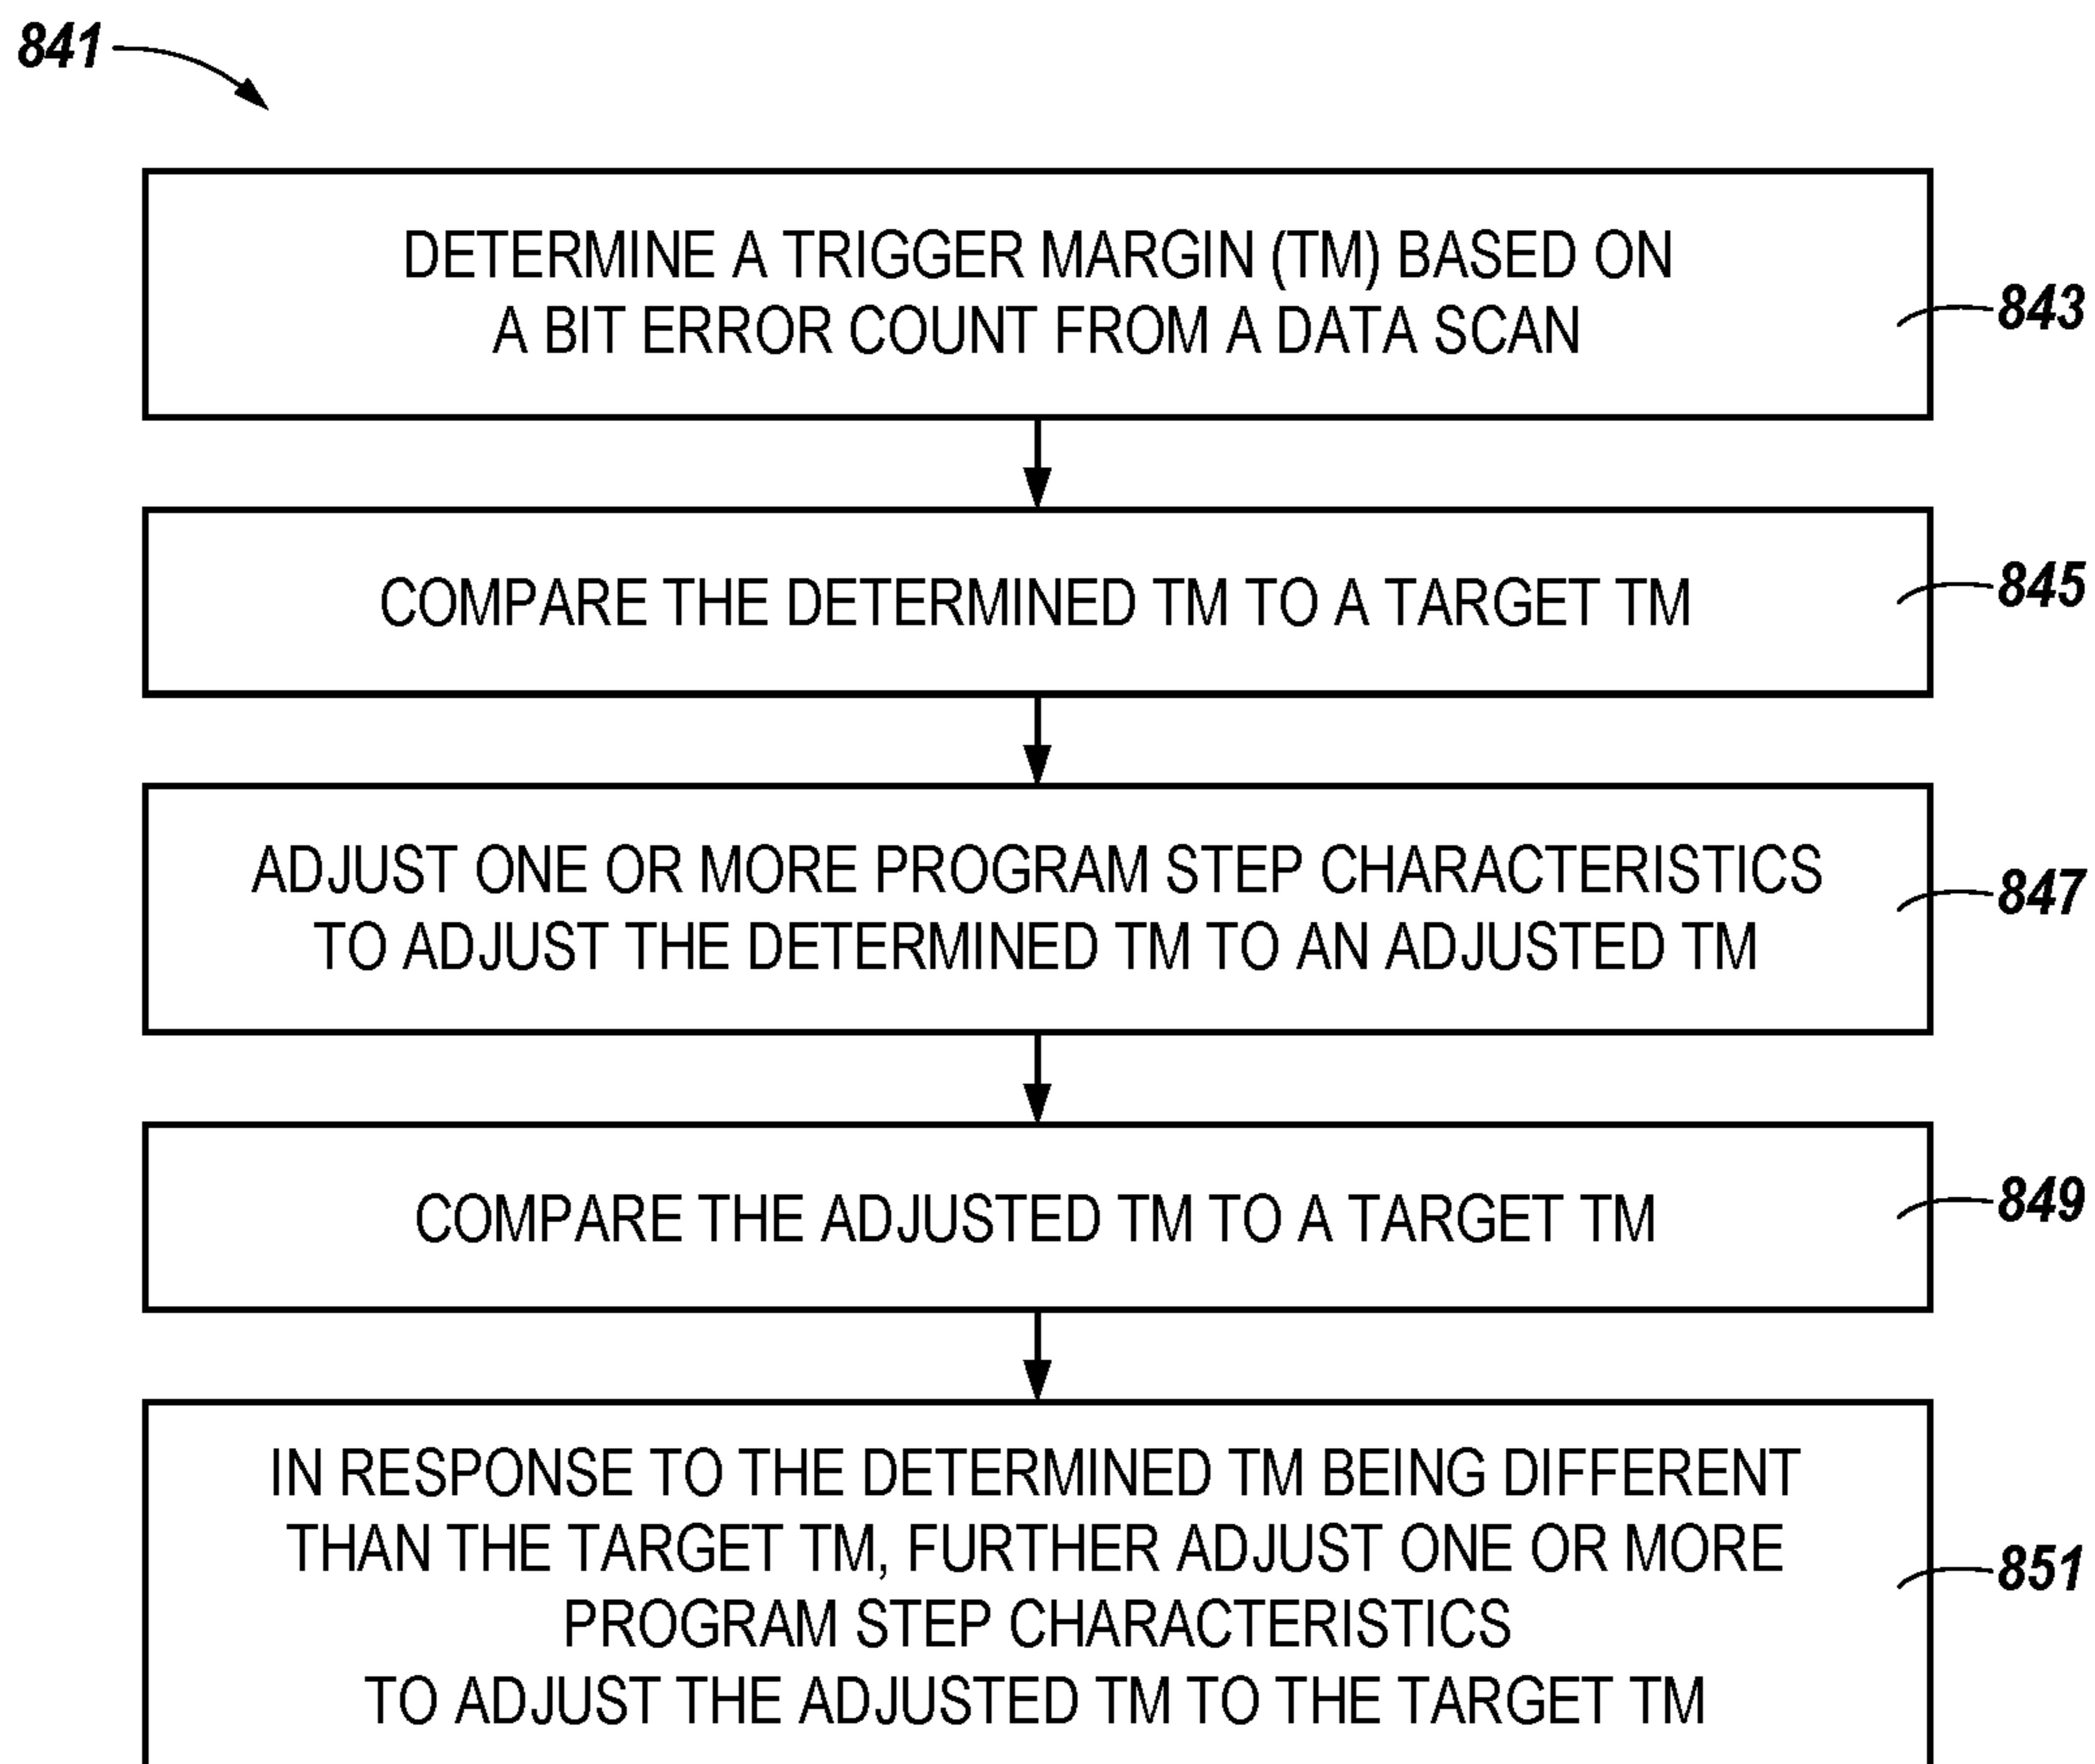 841
DETERMINE A TRIGGER MARGIN (TM) BASED ON
A BIT ERROR COUNT FROM A DATA SCAN
843
COMPARE THE DETERMINED TM TO A TARGET TM
845
ADJUST ONE OR MORE PROGRAM STEP CHARACTERISTICS
TO ADJUST THE DETERMINED TM TO AN ADJUSTED TM
847
COMPARE THE ADJUSTED TM TO A TARGET TM
849
IN RESPONSE TO THE DETERMINED TM BEING DIFFERENT
THAN THE TARGET TM, FURTHER ADJUST ONE OR MORE
PROGRAM STEP CHARACTERISTICS
TO ADJUST THE ADJUSTED TM TO THE TARGET TM
851